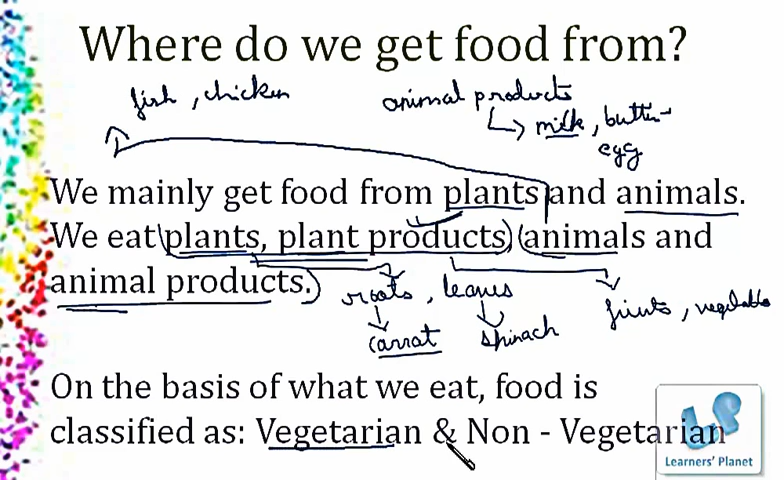 Where do we get food from?
fish, chicken
animal products
milk, butter
egg
We mainly get food from plants and animals.
We eat plants, plant products (animals and
animal products.)
roots, leaves
fruits, vegetables
carrot
spinach
On the basis of what we eat, food is
classified as: Vegetarian & Non - Vegetarian
Learners' Planet